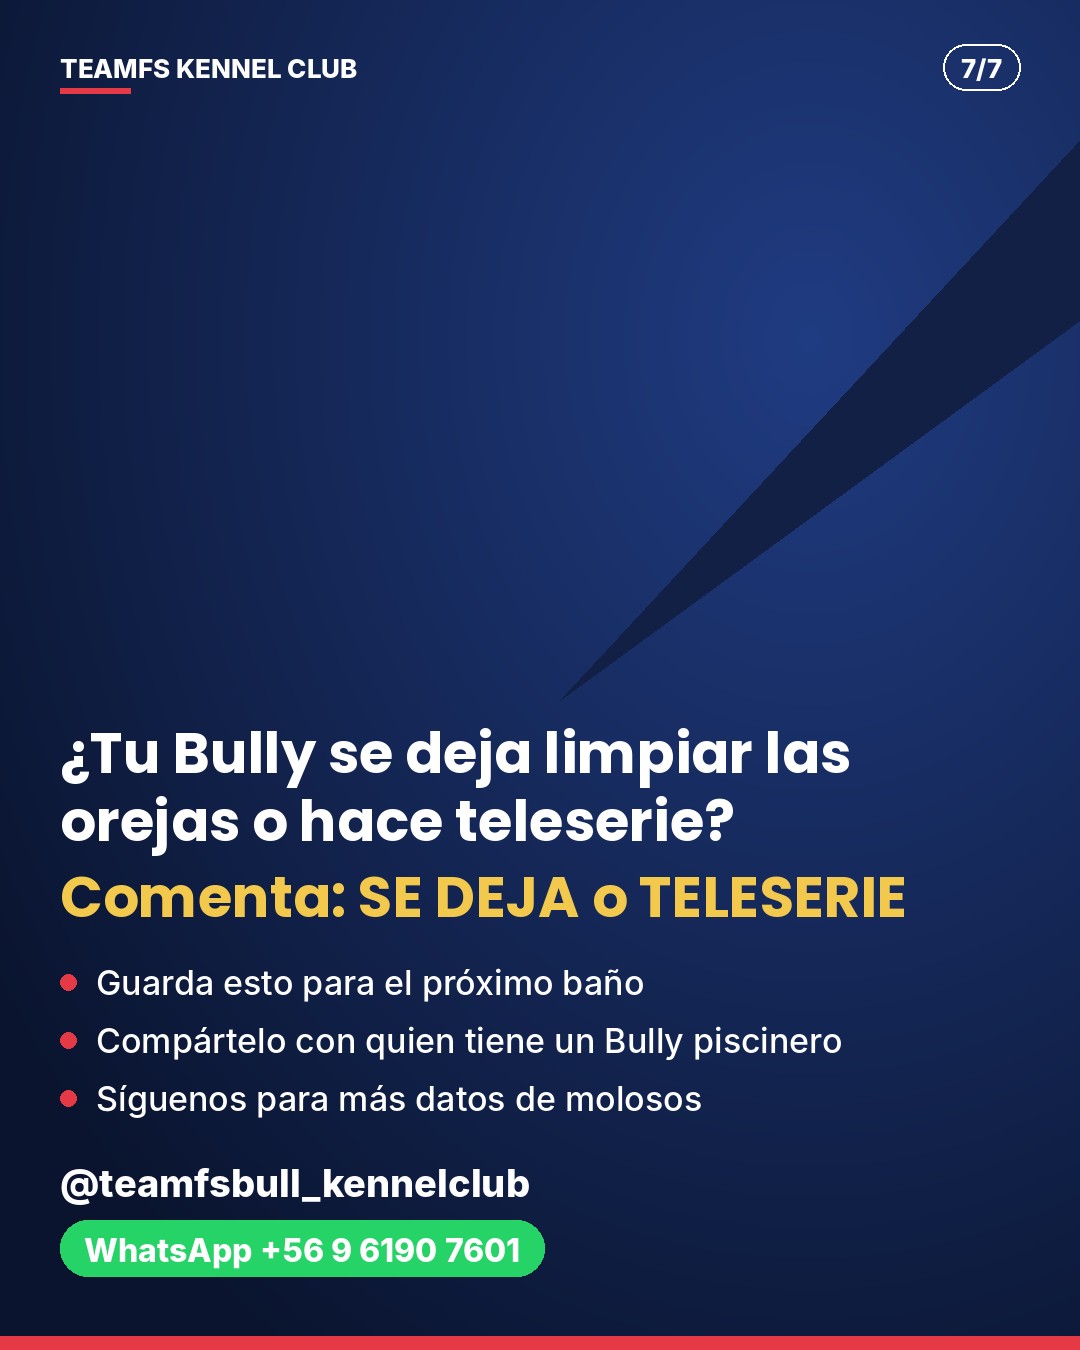 TEAMFS KENNEL CLUB
7/7
¿Tu Bully se deja limpiar las
orejas o hace teleserie?
Comenta: SE DEJA o TELESERIE
Guarda esto para el próximo baño
Compártelo con quien tiene un Bully piscinero
Síguenos para más datos de molosos
@teamfsbull_kennelclub
WhatsApp +56 9 6190 7601